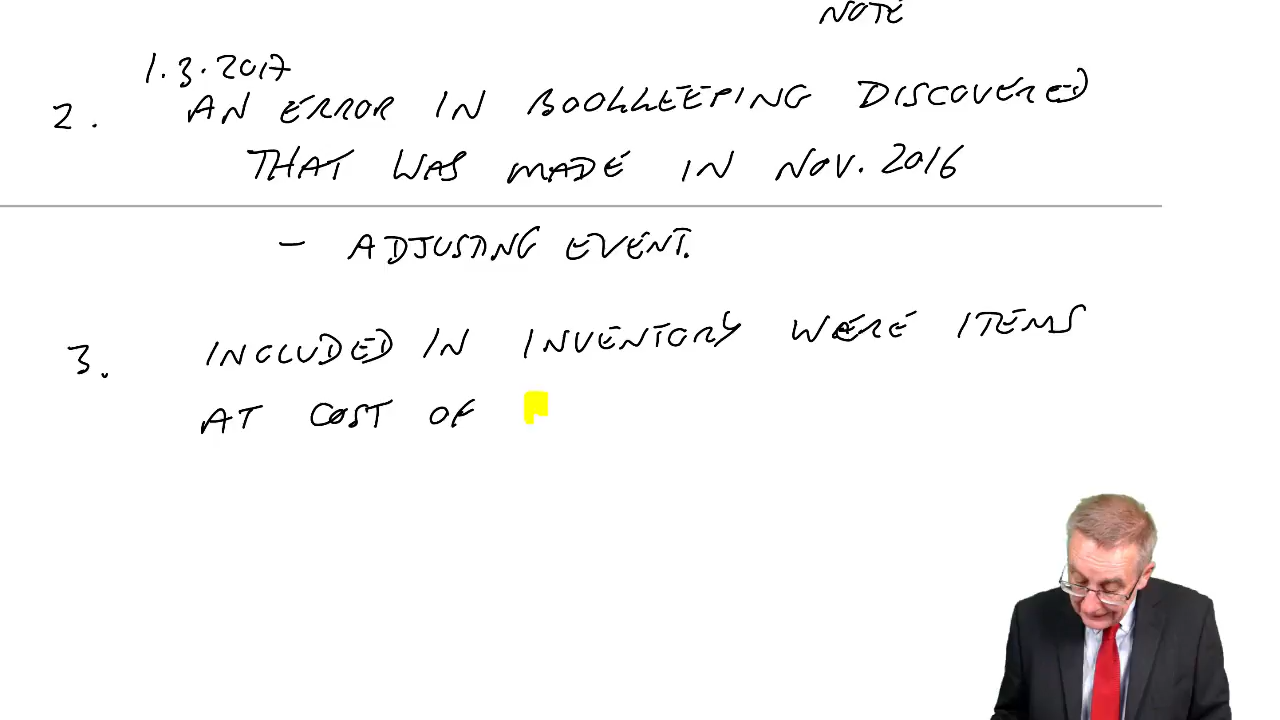 NOTE
1.3.2017
2. AN ERROR IN BOOKKEEPING DISCOVERED
THAT WAS MADE IN NOV. 2016
- ADJUSTING EVENT.
3. INCLUDED IN INVENTORY WERE ITEMS
AT COST OF